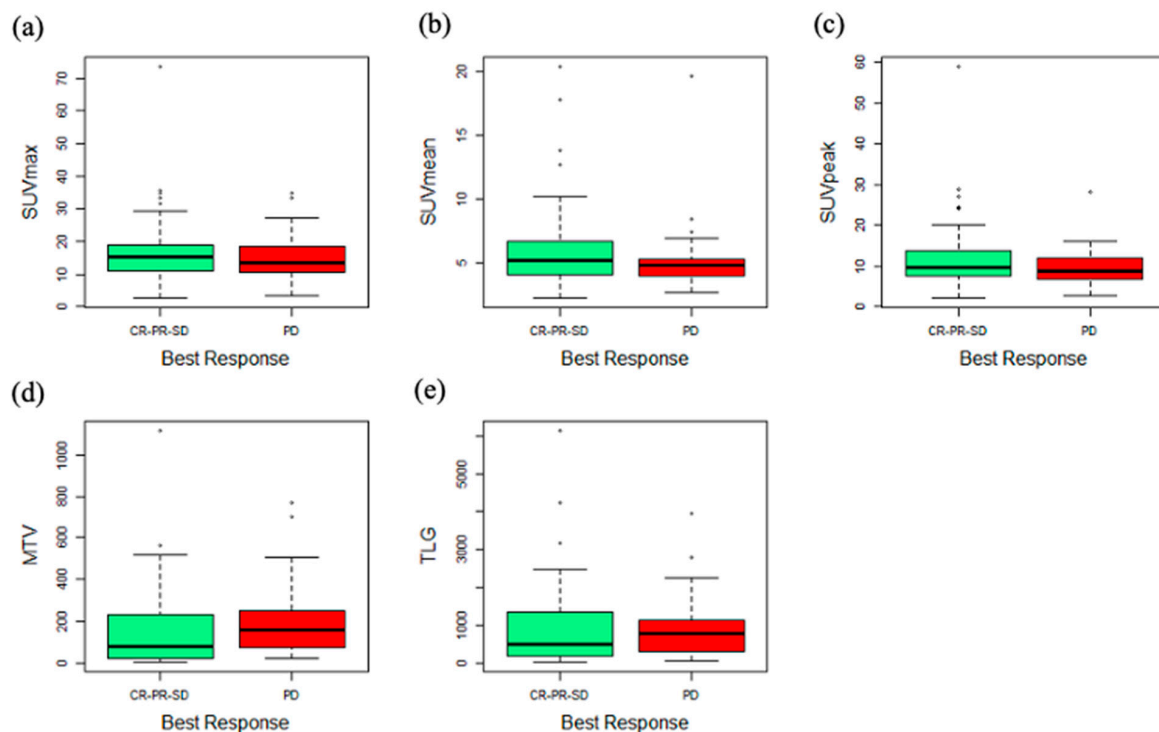 (a)
SUVmax
0
10
20
30
40
50
60
70
CR-PR-SD
PD
Best Response
(b)
SUVmean
5
10
15
20
CR-PR-SD
PD
Best Response
(c)
SUVpeak
0
10
20
30
40
50
60
CR-PR-SD
PD
Best Response
(d)
MTV
0
200
400
600
800
1000
CR-PR-SD
PD
Best Response
(e)
TLG
0
1000
3000
5000
CR-PR-SD
PD
Best Response